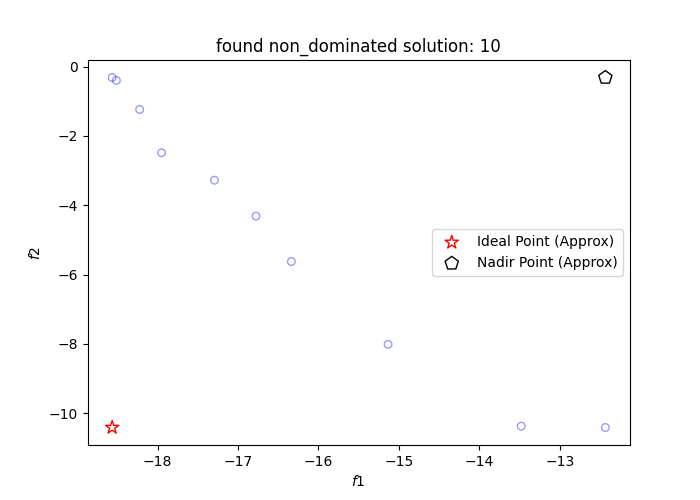 found non_dominated solution: 10
0
−2
−4
−6
−8
−10
f2
Ideal Point (Approx)
Nadir Point (Approx)
−18
−17
−16
−15
−14
−13
f1